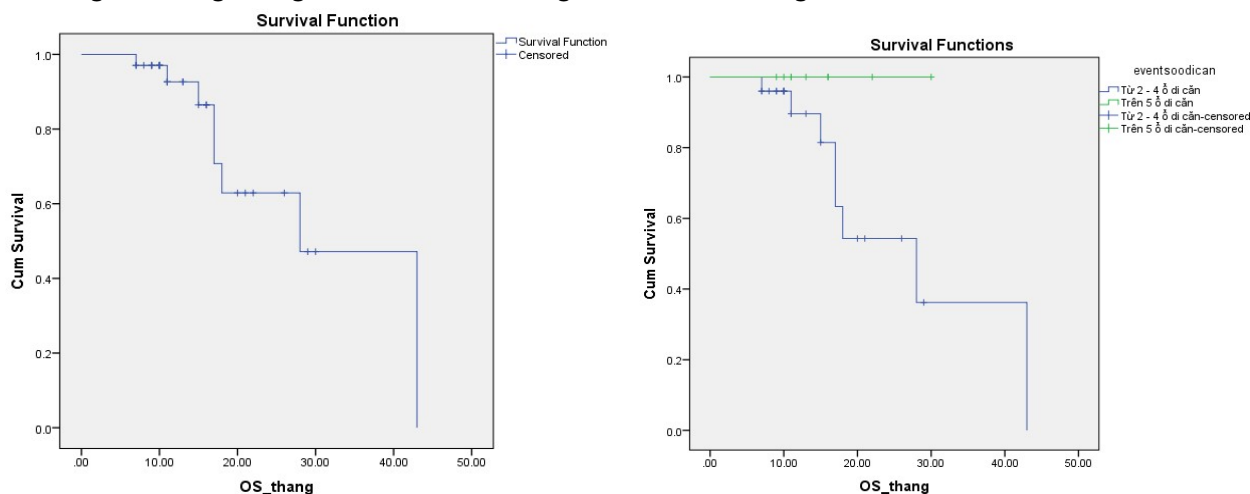 Survival Function
Survival Function
Censored
1.0
0.8
0.6
0.4
0.2
0.0
Cum Survival
.00 10.00 20.00 30.00 40.00 50.00
OS_thang
Survival Functions
eventsoodican
Từ 2 - 4 ổ di căn
Trên 5 ổ di căn
Từ 2 - 4 ổ di căn-censored
Trên 5 ổ di căn-censored
1.0
0.8
0.6
0.4
0.2
0.0
Cum Survival
.00 10.00 20.00 30.00 40.00 50.00
OS_thang